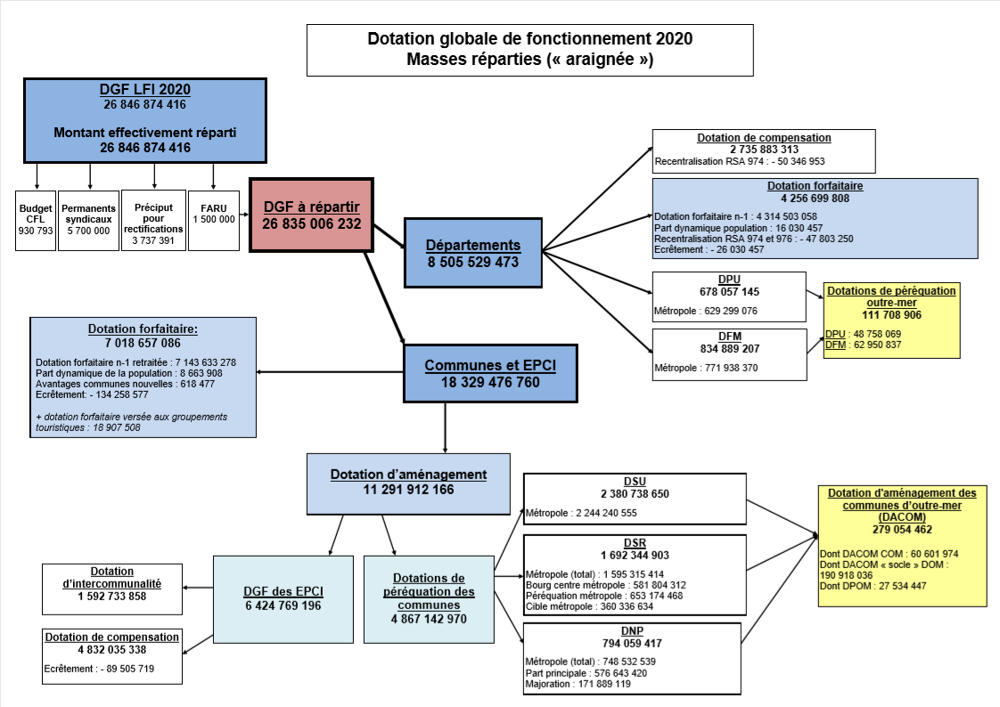 Dotation globale de fonctionnement 2020
Masses réparties (« araignée »)
DGF LFI 2020
26 846 874 416
Montant effectivement réparti
26 846 874 416
Budget
CFL
930 793
Permanents
syndicaux
5 700 000
Préciput
pour
rectifications
3 737 391
FARU
1 500 000
DGF à répartir
26 835 006 232
Départements
8 505 529 473
Dotation de compensation
2 735 883 313
Recentralisation RSA 974 : - 50 346 953
Dotation forfaitaire
4 256 699 808
Dotation forfaitaire n-1 : 4 314 503 058
Part dynamique population : 16 030 457
Recentralisation RSA 974 et 976 : - 47 803 250
Ecrêtement : - 26 030 457
DPU
678 057 145
Métropole : 629 299 076
DFM
834 889 207
Métropole : 771 938 370
Dotations de péréquation
outre-mer
111 708 906
DPU : 48 758 069
DFM : 62 950 837
Dotation forfaitaire:
7 018 657 086
Dotation forfaitaire n-1 retraitée : 7 143 633 278
Part dynamique de la population : 8 663 908
Avantages communes nouvelles : 618 477
Ecrêtement: - 134 258 577
+ dotation forfaitaire versée aux groupements
touristiques : 18 907 508
Communes et EPCI
18 329 476 760
Dotation d'aménagement
11 291 912 166
DSU
2 380 738 650
Métropole : 2 244 240 555
DSR
1 692 344 903
Métropole (total) : 1 595 315 414
Bourg centre métropole : 581 804 312
Péréquation métropole : 653 174 468
Cible métropole : 360 336 634
DNP
794 059 417
Métropole (total) : 748 532 539
Part principale : 576 643 420
Majoration : 171 889 119
Dotation d'aménagement des
communes d'outre-mer
(DACOM)
279 054 462
Dont DACOM COM : 60 601 974
Dont DACOM « socle » DOM :
190 918 036
Dont DPOM : 27 534 447
Dotation
d'intercommunalité
1 592 733 858
DGF des EPCI
6 424 769 196
Dotations de
péréquation des
communes
4 867 142 970
Dotation de compensation
4 832 035 338
Ecrêtement : - 89 505 719